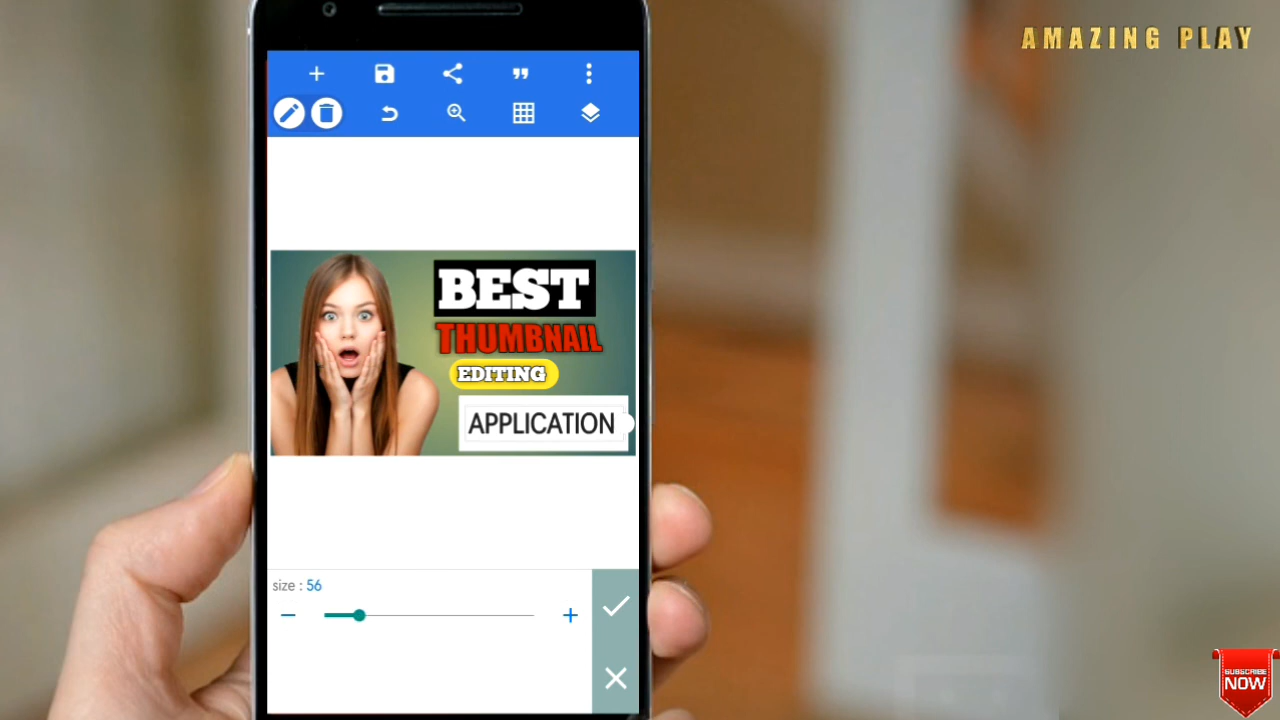 AMAZING PLAY
BEST
THUMBNAIL
EDITING
APPLICATION
size : 56
SUBSCRIBE
NOW